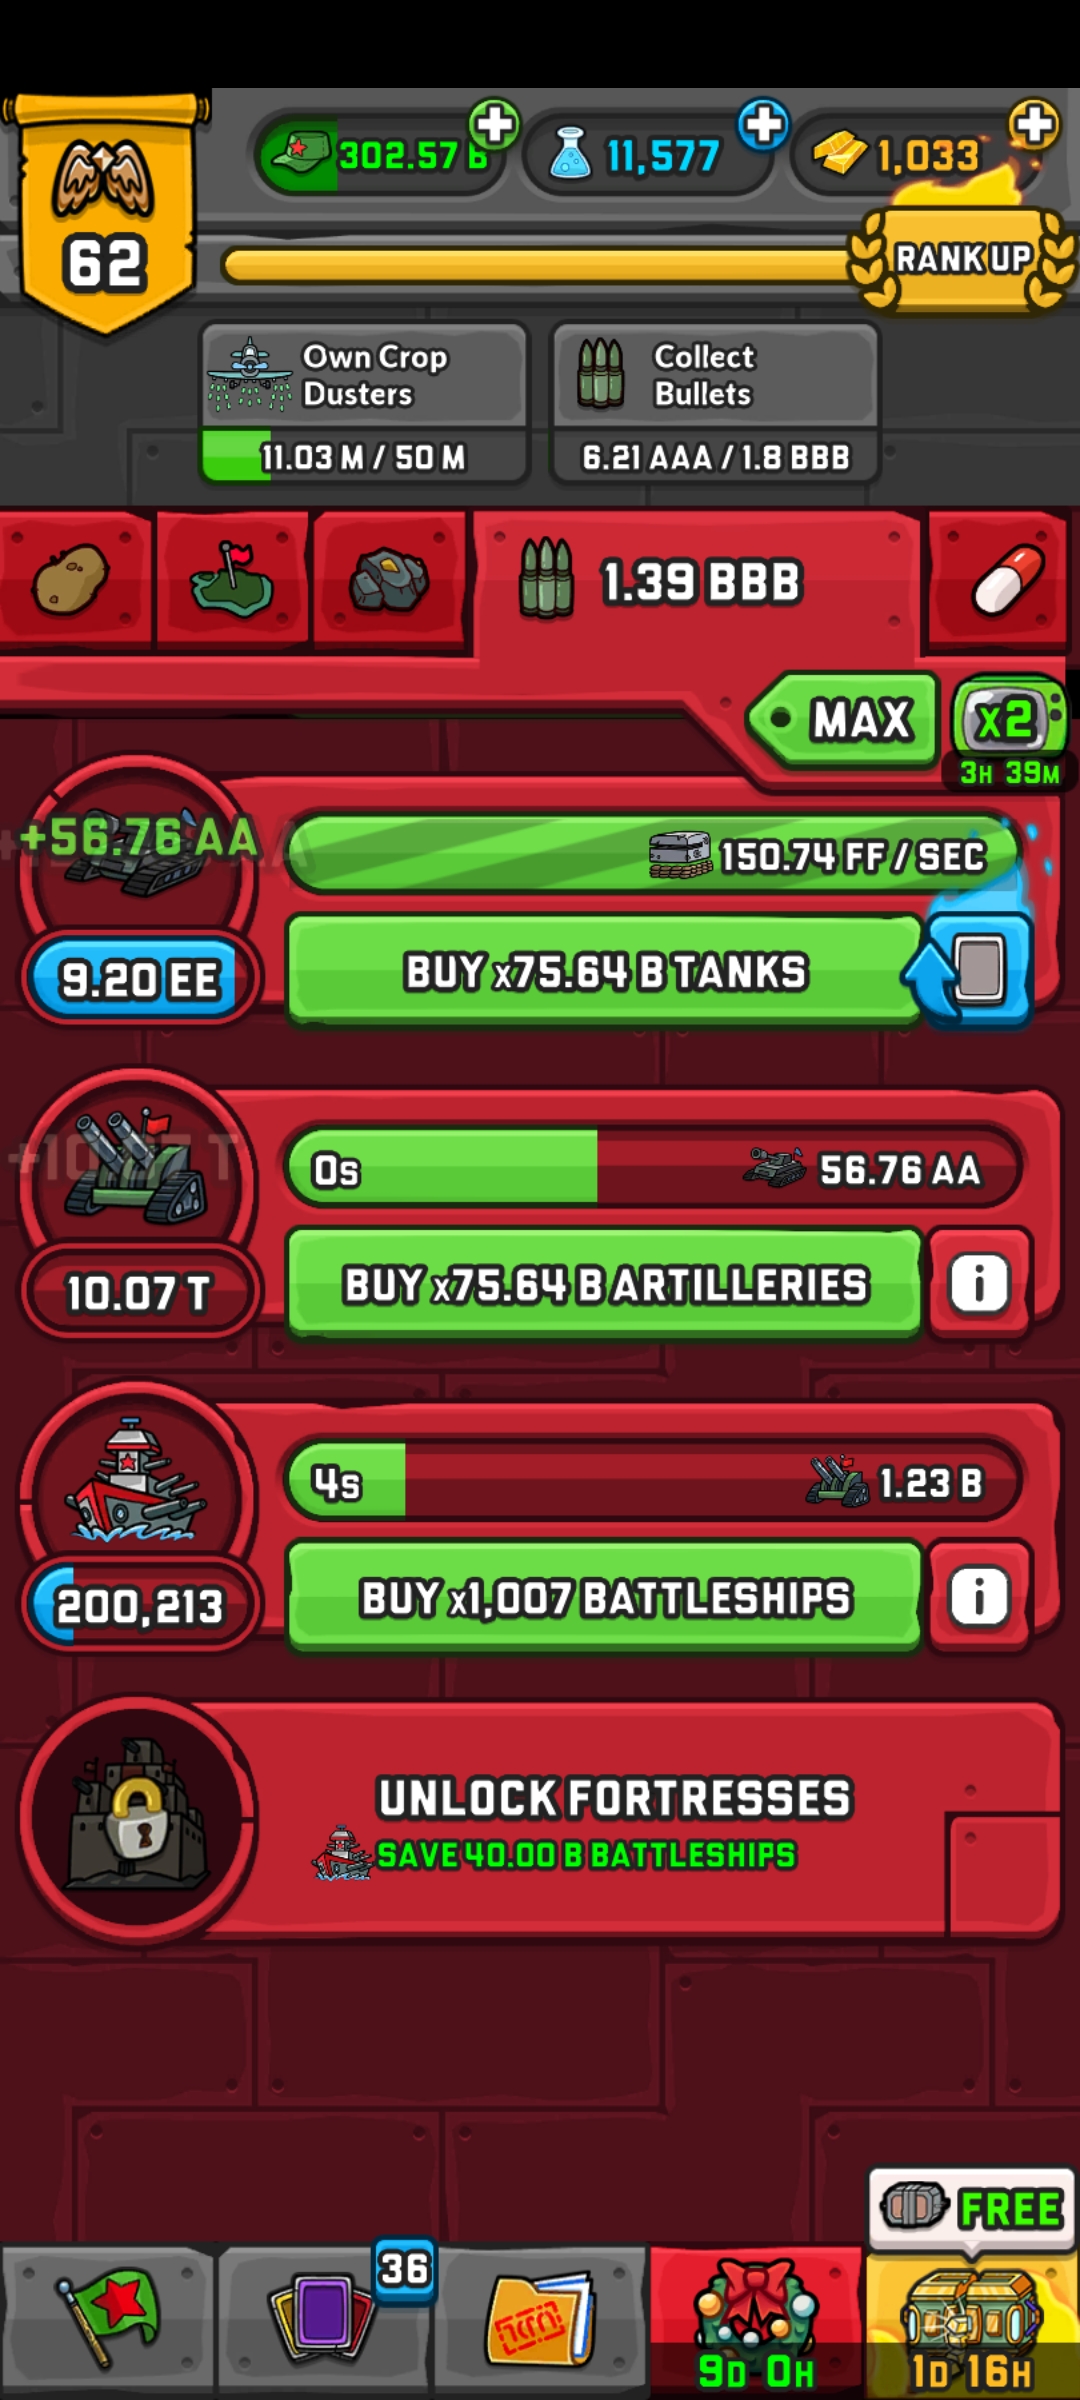 302.57 B
11,577
1,033
62
RANK UP
Own Crop
Dusters
11.03 M / 50 M
Collect
Bullets
6.21 AAA / 1.8 BBB
1.39 BBB
MAX
x2
3H 39M
+56.76 AA
150.74 FF / SEC
9.20 EE
BUY x75.64 B TANKS
+10.07 T
0s
56.76 AA
10.07 T
BUY x75.64 B ARTILLERIES
4s
1.23 B
200,213
BUY x1,007 BATTLESHIPS
UNLOCK FORTRESSES
SAVE 40.00 B BATTLESHIPS
FREE
36
9D 0H
1D 16H